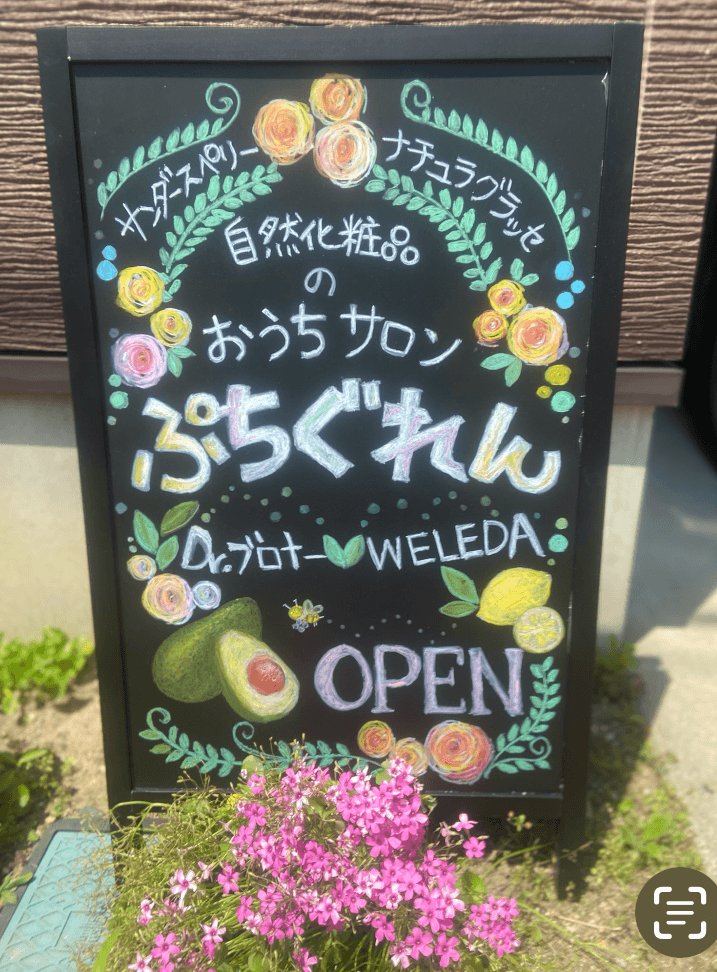 サンダースペリー ナチュラグラッセ
自然化粧品
の
おうちサロン
ぷちぐれん
Dr.ブロナー WELEDA
OPEN